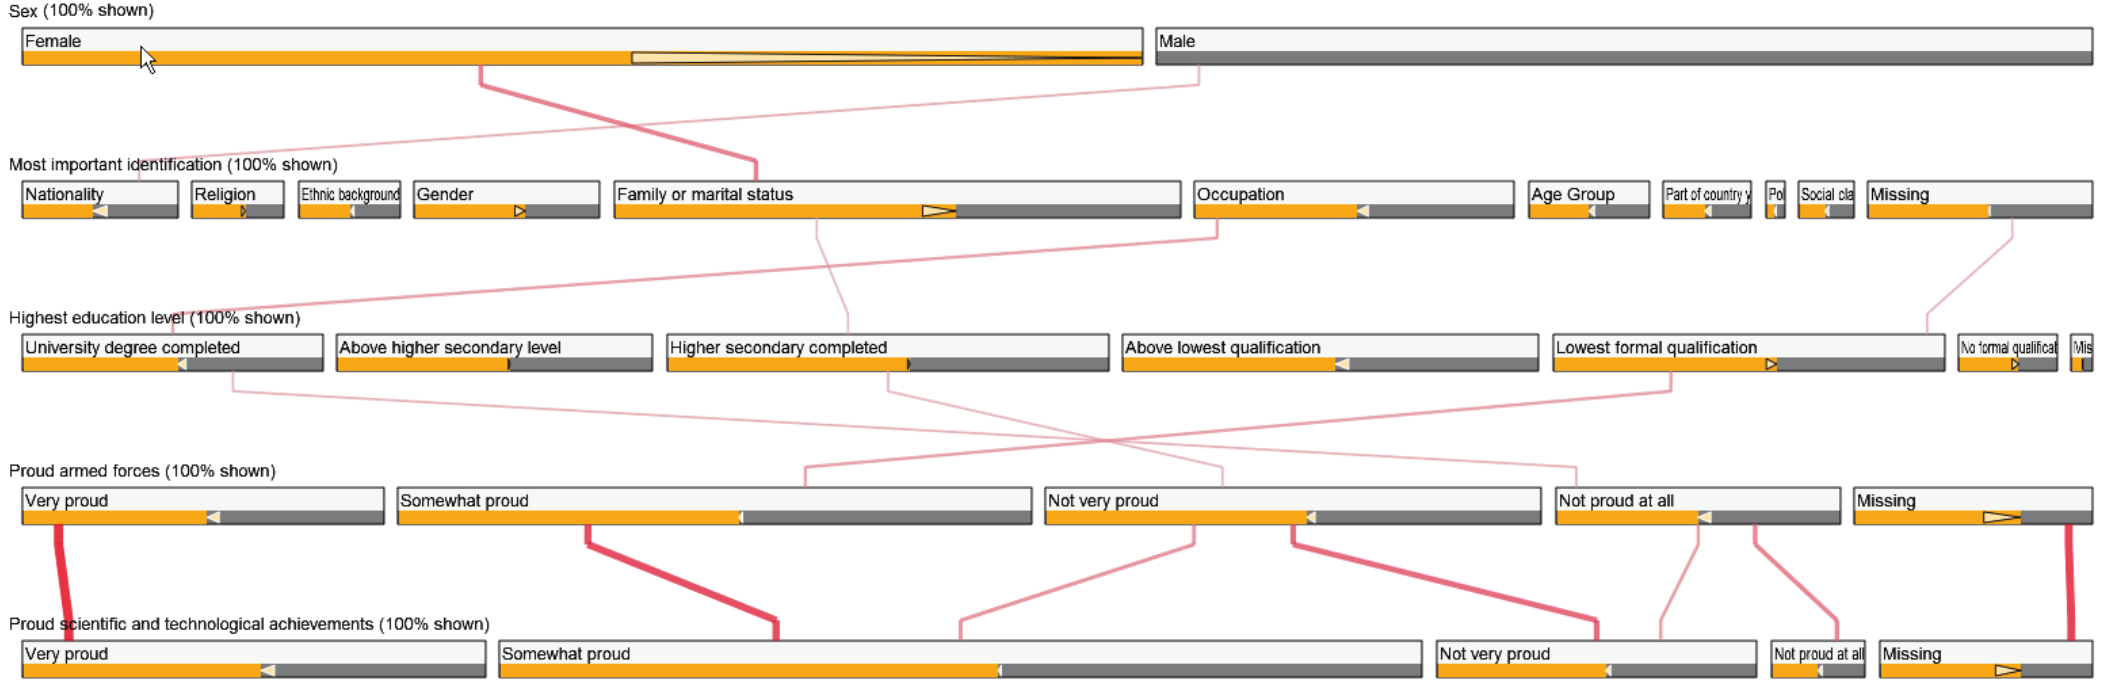 Sex (100% shown)
Female Male
Most important identification (100% shown)
Nationality Religion Ethnic background Gender Family or marital status Occupation Age Group Part of country y Pol Social cla Missing
Highest education level (100% shown)
University degree completed Above higher secondary level Higher secondary completed Above lowest qualification Lowest formal qualification No formal qualificat Mis
Proud armed forces (100% shown)
Very proud Somewhat proud Not very proud Not proud at all Missing
Proud scientific and technological achievements (100% shown)
Very proud Somewhat proud Not very proud Not proud at all Missing